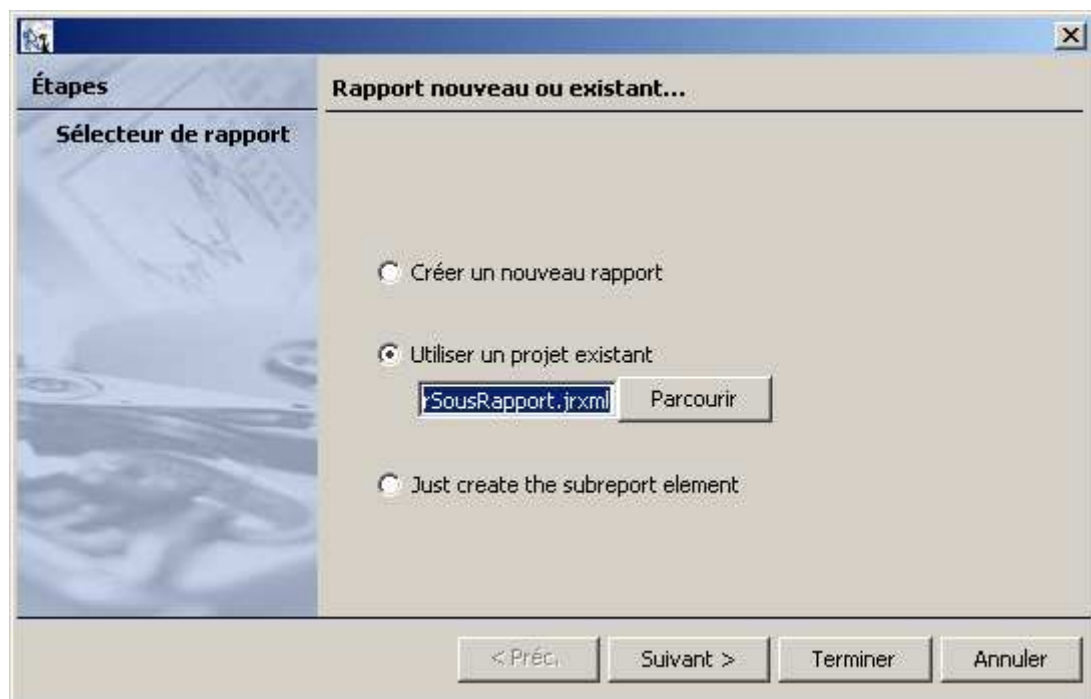 Étapes
Sélecteur de rapport
Rapport nouveau ou existant...
Créer un nouveau rapport
Utiliser un projet existant
rSousRapport.jrxml
Parcourir
Just create the subreport element
< Préc.
Suivant >
Terminer
Annuler